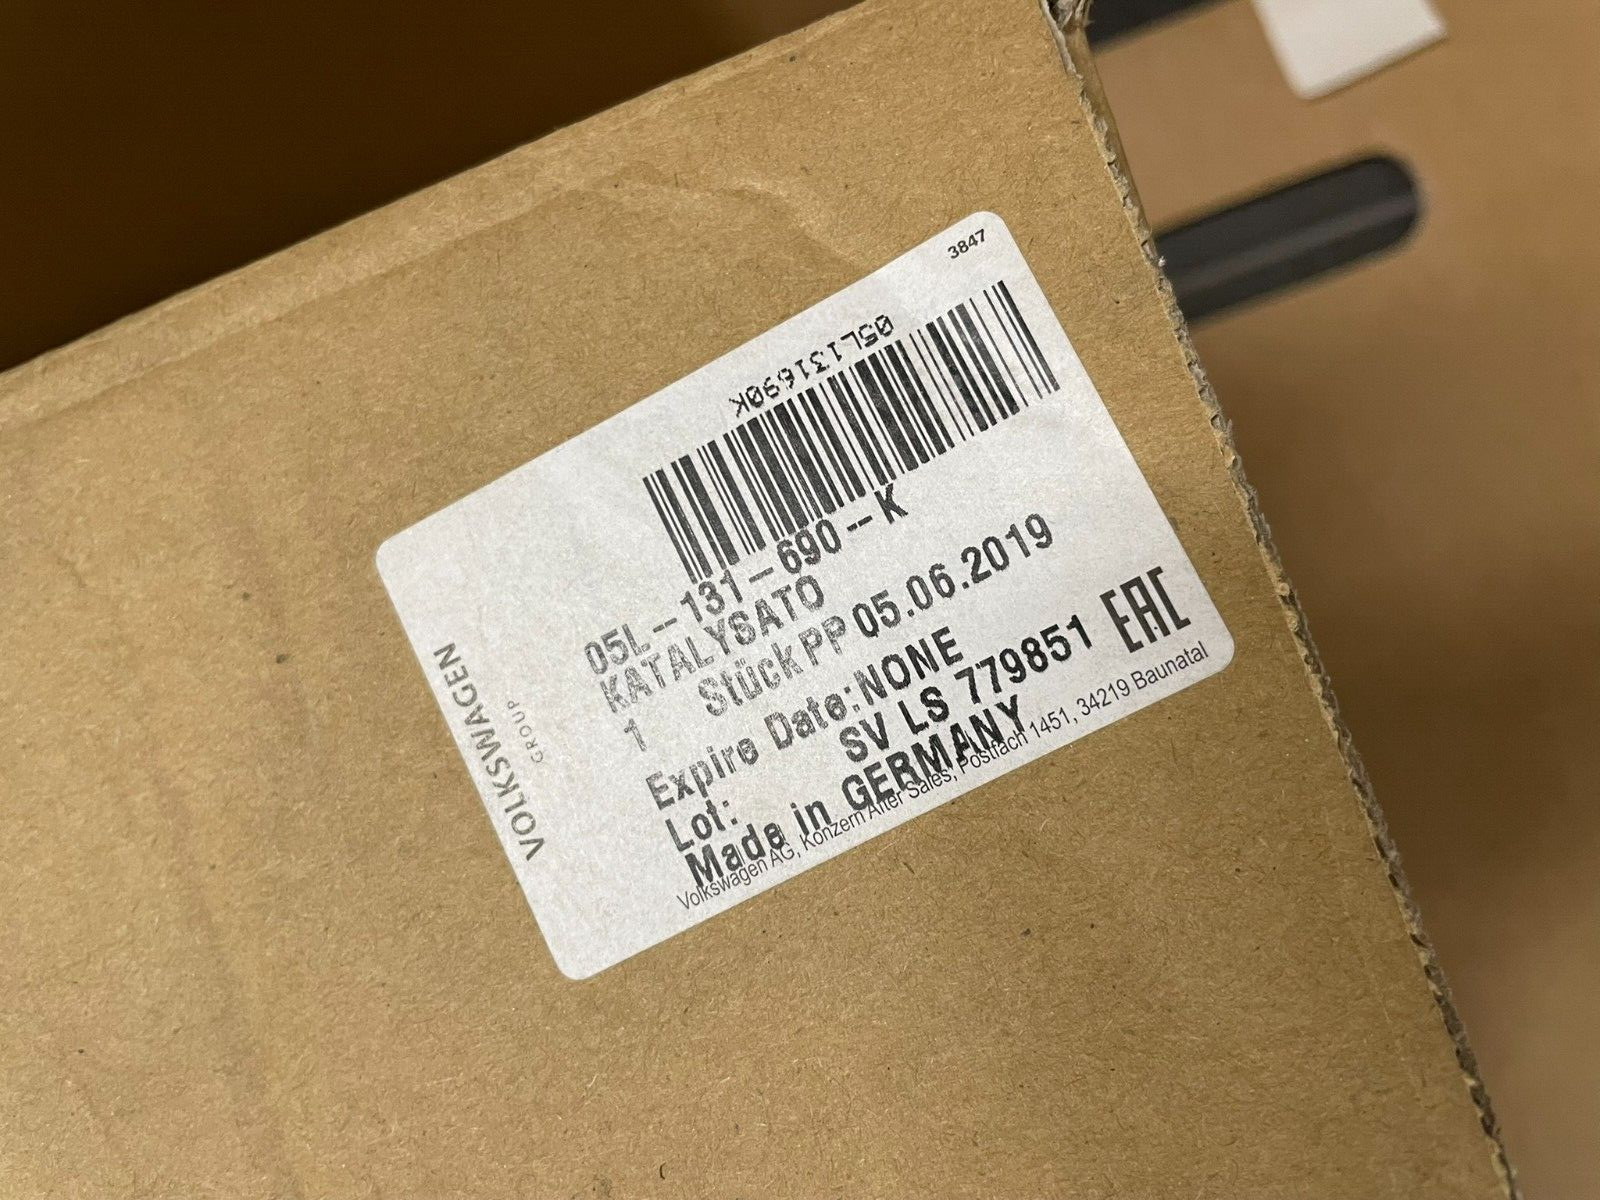 3847
05L131690K
05L--131--690--K
KATALYSATO
1 Stück PP 05.06.2019
Expire Date:NONE
Lot: SV LS 779851
EAC
Made in GERMANY
Volkswagen AG, Konzern After Sales, Postfach 1451, 34219 Baunatal
VOLKSWAGEN
GROUP